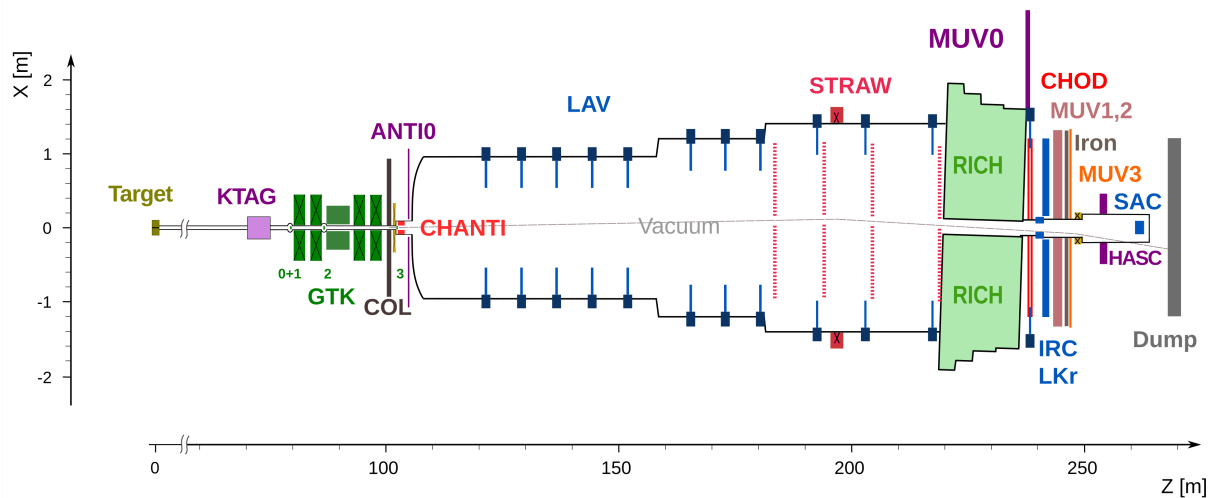 MUV0
X [m]
2
STRAW
CHOD
LAV
MUV1,2
ANTI0
Iron
1
RICH
MUV3
Target
KTAG
SAC
0
CHANTI
Vacuum
HASC
0+1
2
3
GTK
COL
RICH
-1
Dump
IRC
LKr
-2
0
100
150
200
250
Z [m]